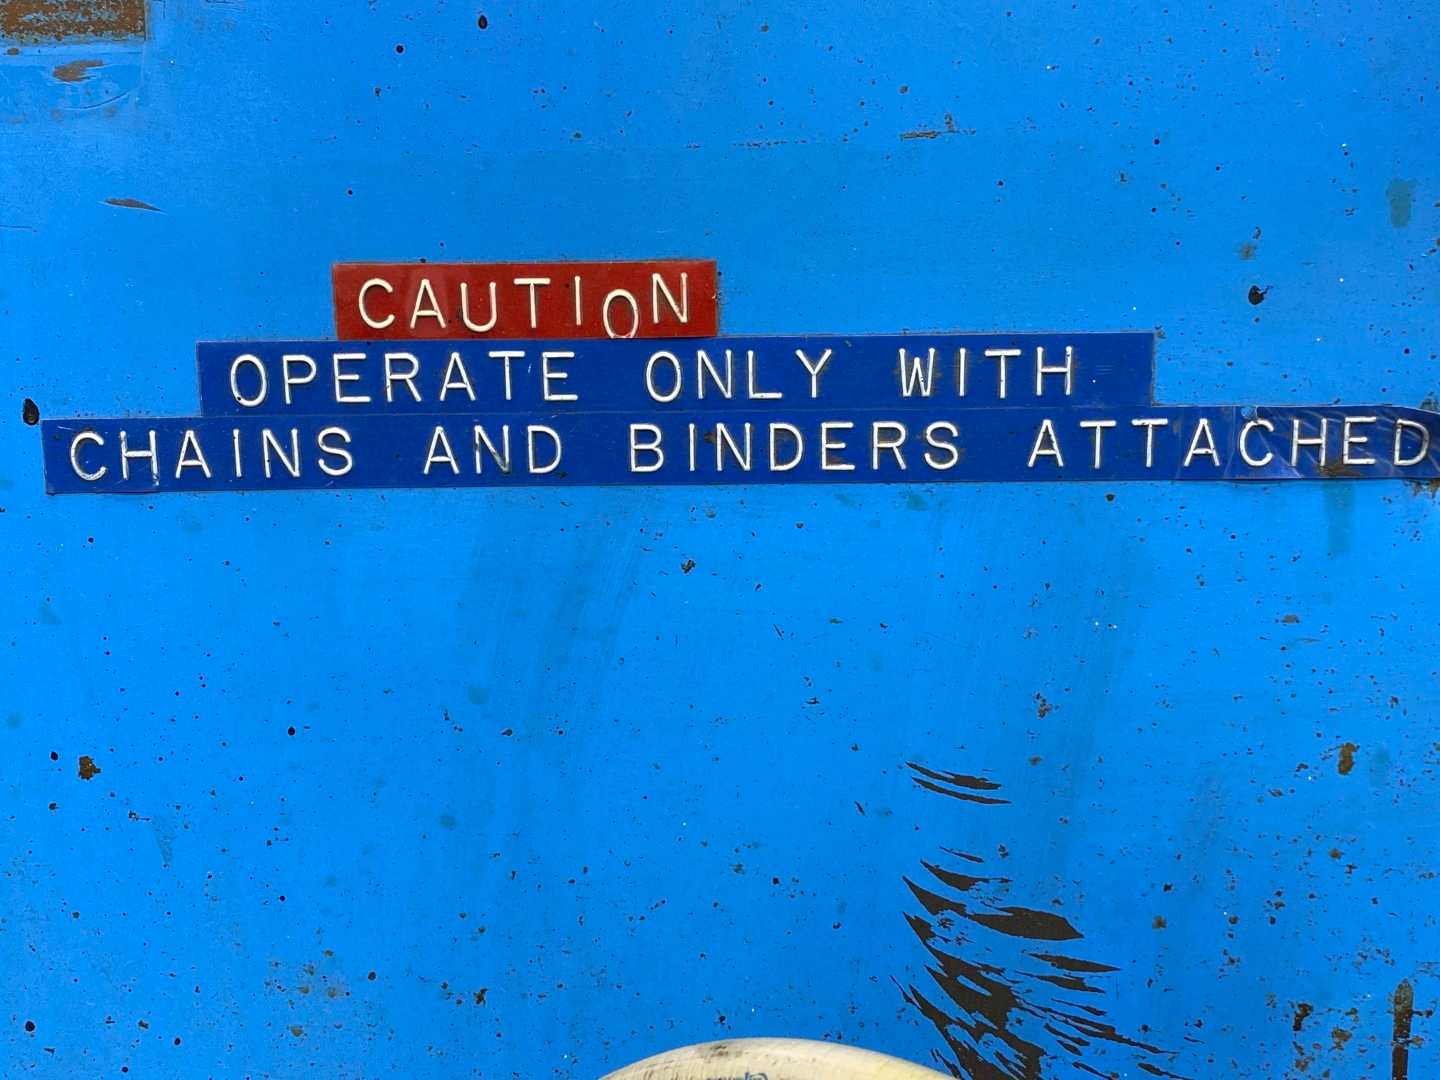 CAUTION
OPERATE ONLY WITH
CHAINS AND BINDERS ATTACHED